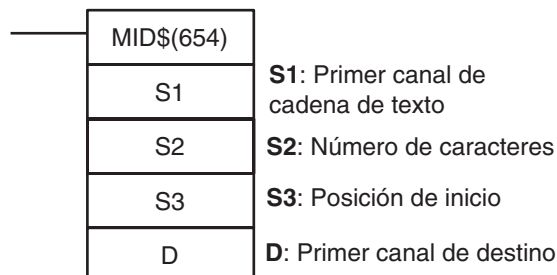 MID$(654)
S1
S1: Primer canal de
cadena de texto
S2
S2: Número de caracteres
S3
S3: Posición de inicio
D
D: Primer canal de destino